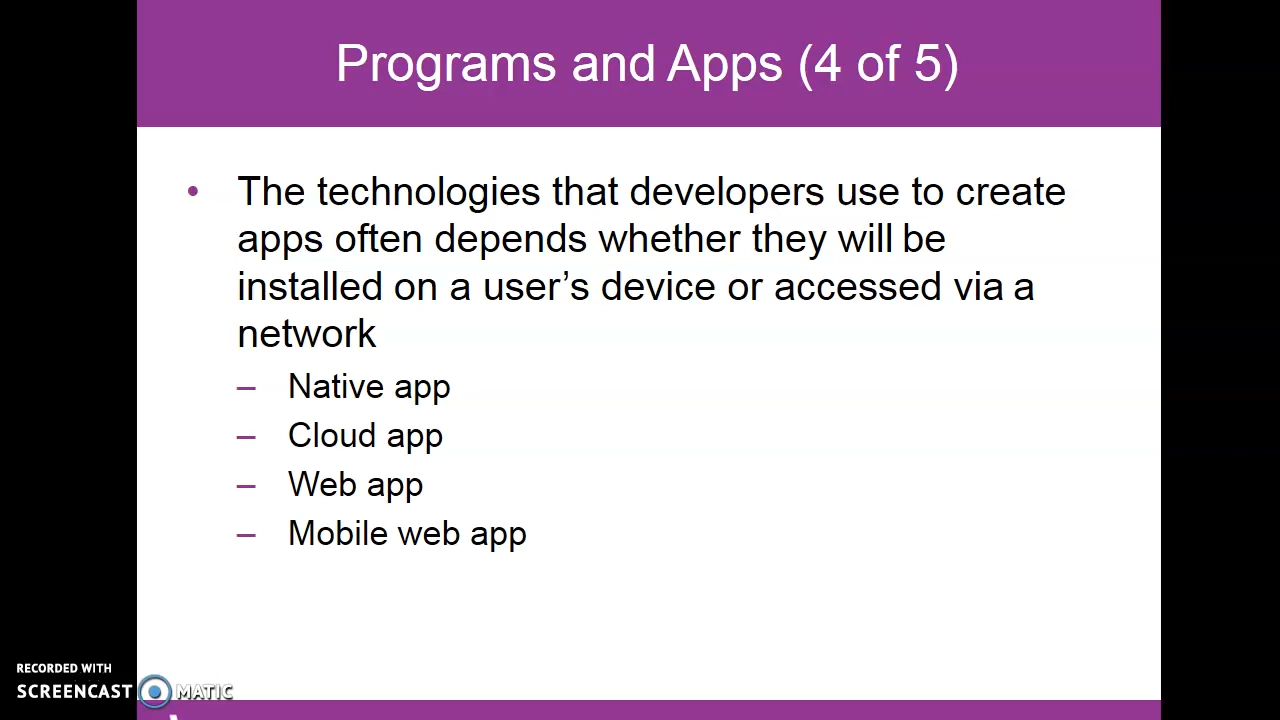 Programs and Apps (4 of 5)
• The technologies that developers use to create
apps often depends whether they will be
installed on a user’s device or accessed via a
network
– Native app
– Cloud app
– Web app
– Mobile web app
RECORDED WITH
SCREENCAST MATIC